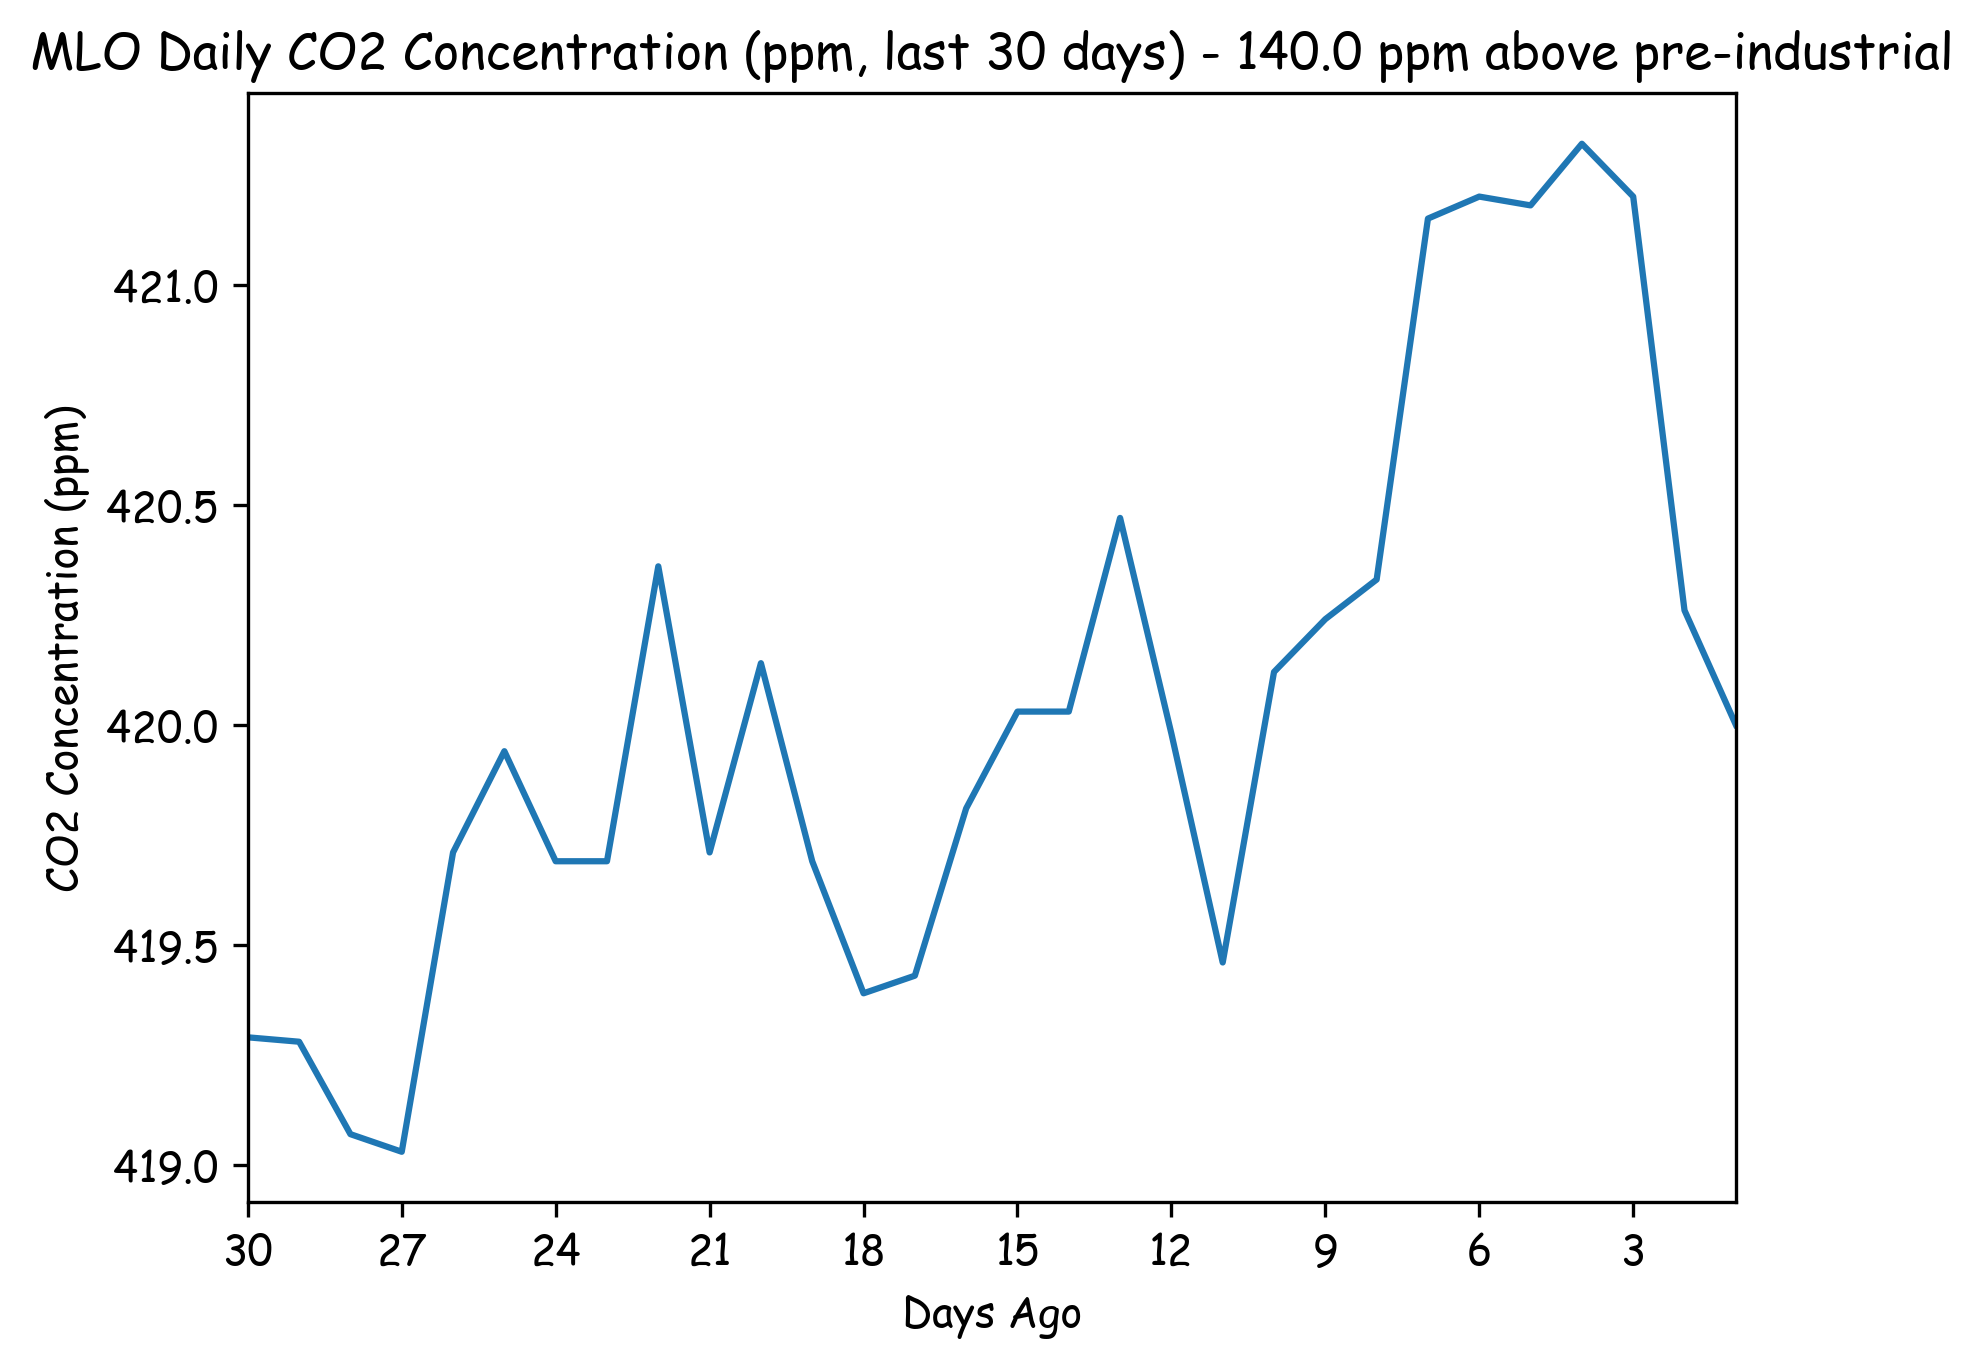 MLO Daily CO2 Concentration (ppm, last 30 days) - 140.0 ppm above pre-industrial
CO2 Concentration (ppm)
421.0
420.5
420.0
419.5
419.0
30 27 24 21 18 15 12 9 6 3
Days Ago